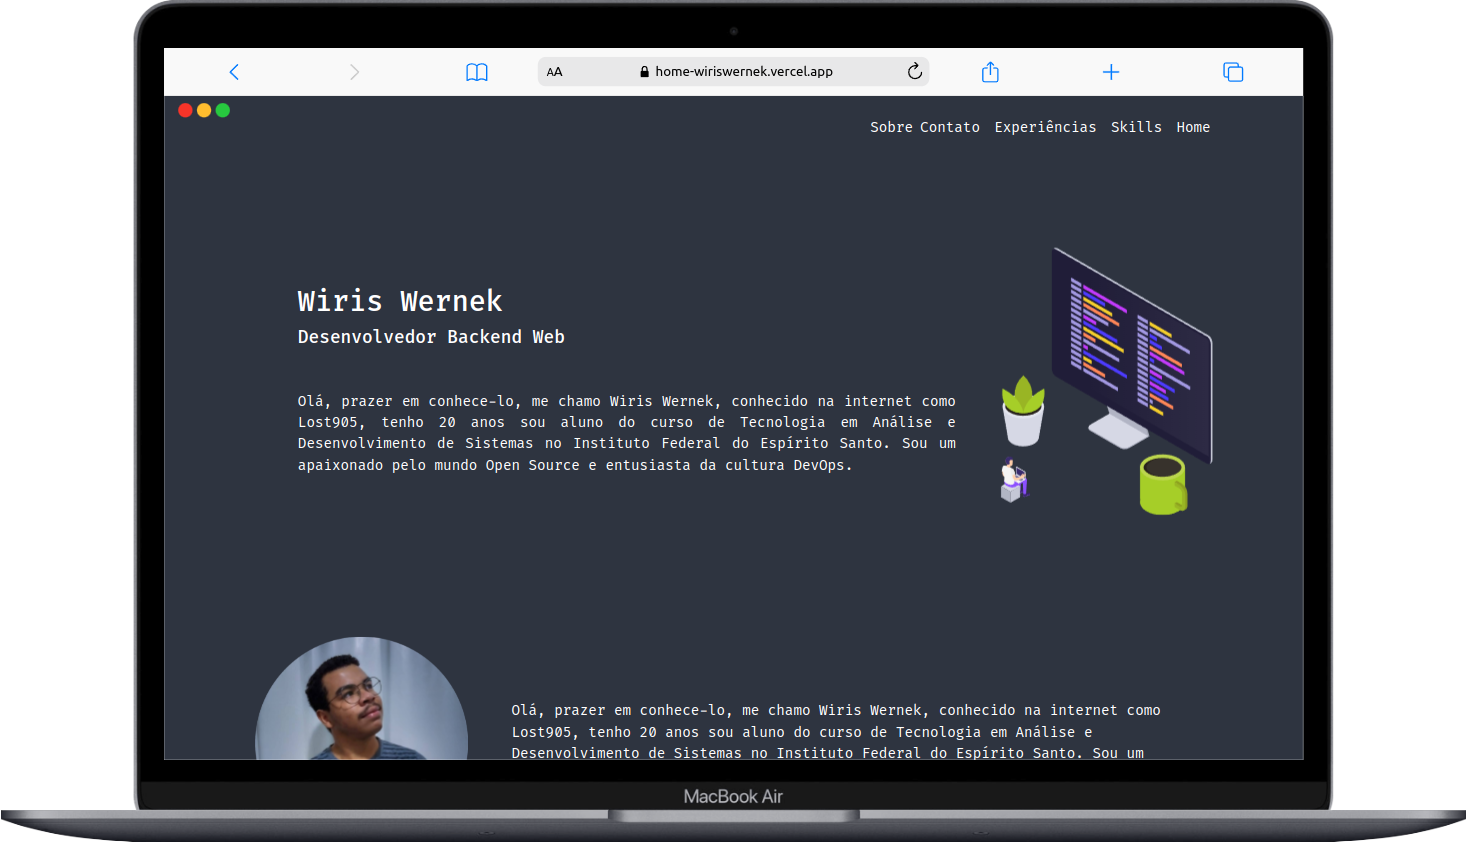 AA home-wiriswernek.vercel.app
Sobre Contato Experiências Skills Home
Wiris Wernek
Desenvolvedor Backend Web
Olá, prazer em conhece-lo, me chamo Wiris Wernek, conhecido na internet como
Lost905, tenho 20 anos sou aluno do curso de Tecnologia em Análise e
Desenvolvimento de Sistemas no Instituto Federal do Espírito Santo. Sou um
apaixonado pelo mundo Open Source e entusiasta da cultura DevOps.
Olá, prazer em conhece-lo, me chamo Wiris Wernek, conhecido na internet como
Lost905, tenho 20 anos sou aluno do curso de Tecnologia em Análise e
Desenvolvimento de Sistemas no Instituto Federal do Espírito Santo. Sou um
MacBook Air